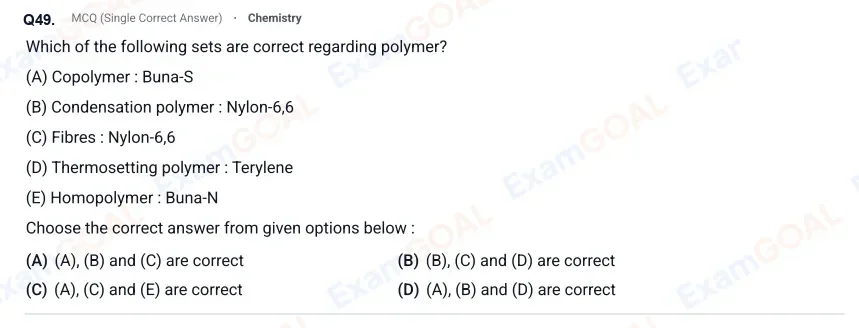 Q49. MCQ (Single Correct Answer) · Chemistry
Which of the following sets are correct regarding polymer?
(A) Copolymer : Buna-S
(B) Condensation polymer : Nylon-6,6
(C) Fibres : Nylon-6,6
(D) Thermosetting polymer : Terylene
(E) Homopolymer : Buna-N
Choose the correct answer from given options below :
(A) (A), (B) and (C) are correct (B) (B), (C) and (D) are correct
(C) (A), (C) and (E) are correct (D) (A), (B) and (D) are correct
ExamGOAL